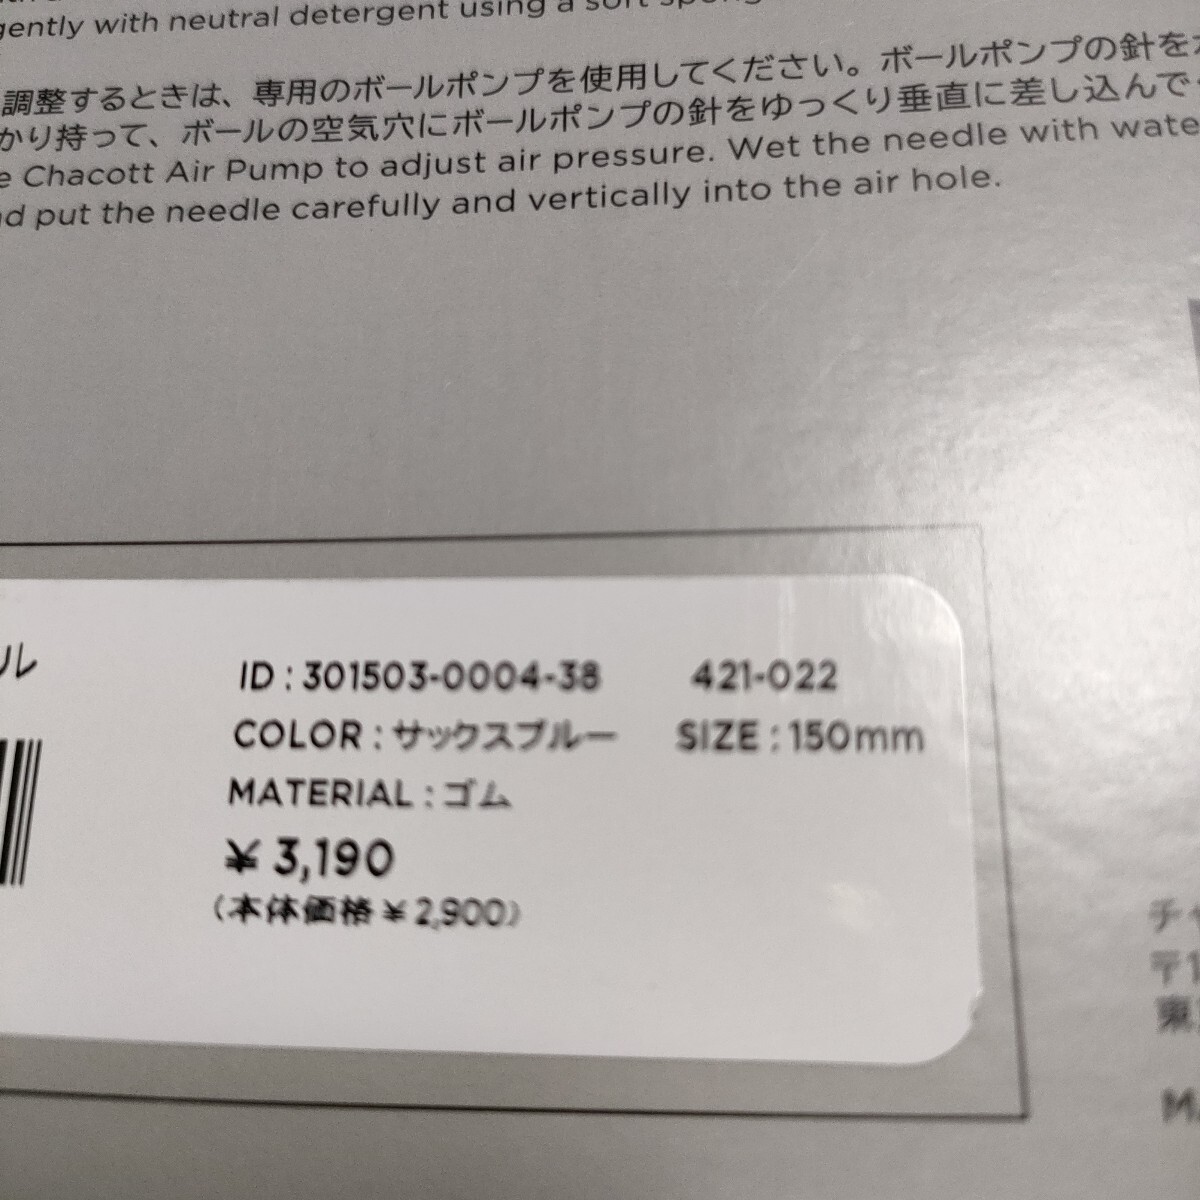 gently with neutral detergent using a soft
調整するときは、専用のボールポンプを使用してください。ボールポンプの針を
かり持って、ボールの空気穴にボールポンプの針をゆっくり垂直に差し込んで
Chacott Air Pump to adjust air pressure. Wet the needle with
put the needle carefully and vertically into the air hole.
ル
ID : 301503-0004-38 421-022
COLOR : サックスブルー SIZE : 150mm
MATERIAL : ゴム
¥ 3,190
(本体価格 ¥ 2,900)
チ
〒1
東
M